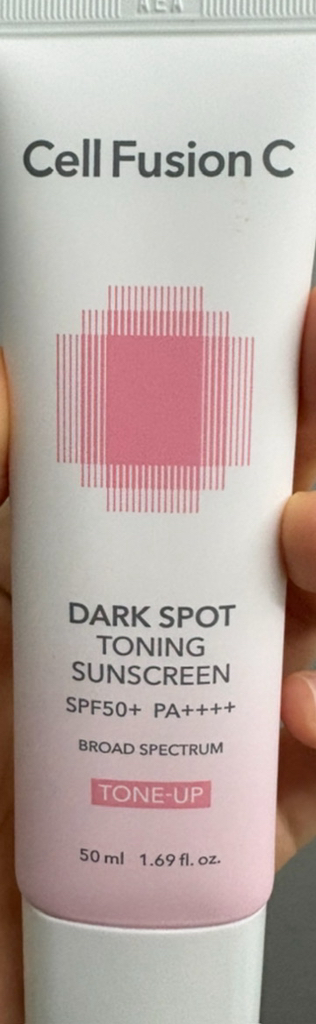 Cell Fusion C
DARK SPOT
TONING
SUNSCREEN
SPF50+ PA++++
BROAD SPECTRUM
TONE-UP
50 ml 1.69 fl. oz.